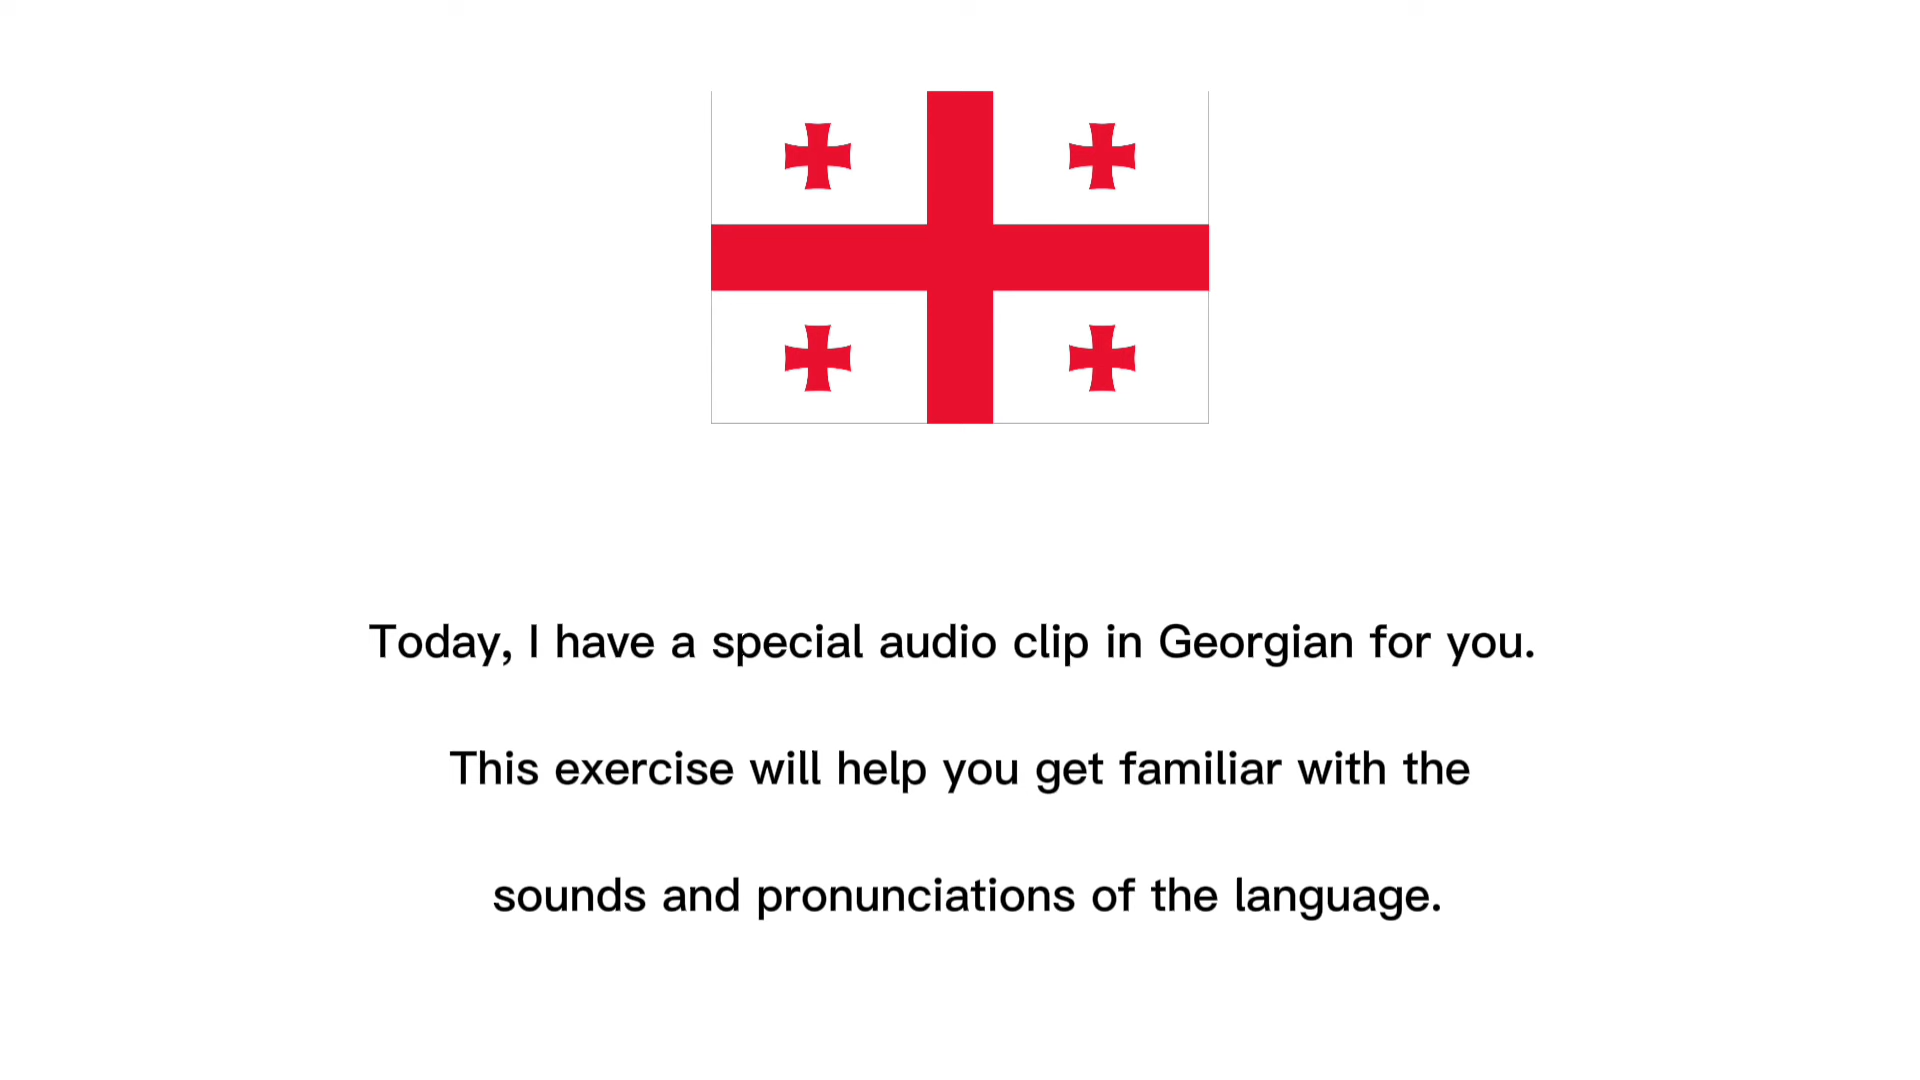 Today, I have a special audio clip in Georgian for you.
This exercise will help you get familiar with the
sounds and pronunciations of the language.